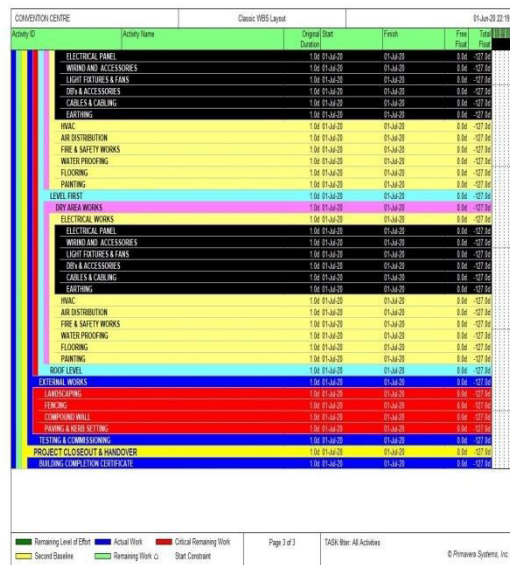 CONVENTION CENTRE Classic WBS Layout 01-Jun-20 22:19
Activity ID Activity Name Original Duration Start Finish Free Float Total Float
ELECTRICAL PANEL 1.0d 01-Jul-20 01-Jul-20 0.0d -127.0d
WIRIND AND ACCESSORIES 1.0d 01-Jul-20 01-Jul-20 0.0d -127.0d
LIGHT FIXTURES & FANS 1.0d 01-Jul-20 01-Jul-20 0.0d -127.0d
DB's & ACCESSORIES 1.0d 01-Jul-20 01-Jul-20 0.0d -127.0d
CABLES & CABLING 1.0d 01-Jul-20 01-Jul-20 0.0d -127.0d
EARTHING 1.0d 01-Jul-20 01-Jul-20 0.0d -127.0d
HVAC 1.0d 01-Jul-20 01-Jul-20 0.0d -127.0d
AIR DISTRIBUTION 1.0d 01-Jul-20 01-Jul-20 0.0d -127.0d
FIRE & SAFETY WORKS 1.0d 01-Jul-20 01-Jul-20 0.0d -127.0d
WATER PROOFING 1.0d 01-Jul-20 01-Jul-20 0.0d -127.0d
FLOORING 1.0d 01-Jul-20 01-Jul-20 0.0d -127.0d
PAINTING 1.0d 01-Jul-20 01-Jul-20 0.0d -127.0d
LEVEL FIRST 1.0d 01-Jul-20 01-Jul-20 0.0d -127.0d
DRY AREA WORKS 1.0d 01-Jul-20 01-Jul-20 0.0d -127.0d
ELECTRICAL WORKS 1.0d 01-Jul-20 01-Jul-20 0.0d -127.0d
ELECTRICAL PANEL 1.0d 01-Jul-20 01-Jul-20 0.0d -127.0d
WIRIND AND ACCESSORIES 1.0d 01-Jul-20 01-Jul-20 0.0d -127.0d
LIGHT FIXTURES & FANS 1.0d 01-Jul-20 01-Jul-20 0.0d -127.0d
DB's & ACCESSORIES 1.0d 01-Jul-20 01-Jul-20 0.0d -127.0d
CABLES & CABLING 1.0d 01-Jul-20 01-Jul-20 0.0d -127.0d
EARTHING 1.0d 01-Jul-20 01-Jul-20 0.0d -127.0d
HVAC 1.0d 01-Jul-20 01-Jul-20 0.0d -127.0d
AIR DISTRIBUTION 1.0d 01-Jul-20 01-Jul-20 0.0d -127.0d
FIRE & SAFETY WORKS 1.0d 01-Jul-20 01-Jul-20 0.0d -127.0d
WATER PROOFING 1.0d 01-Jul-20 01-Jul-20 0.0d -127.0d
FLOORING 1.0d 01-Jul-20 01-Jul-20 0.0d -127.0d
PAINTING 1.0d 01-Jul-20 01-Jul-20 0.0d -127.0d
ROOF LEVEL 1.0d 01-Jul-20 01-Jul-20 0.0d -127.0d
EXTERNAL WORKS 1.0d 01-Jul-20 01-Jul-20 0.0d -127.0d
LANDSCAPING 1.0d 01-Jul-20 01-Jul-20 0.0d -127.0d
FENCING 1.0d 01-Jul-20 01-Jul-20 0.0d -127.0d
COMPOUND WALL 1.0d 01-Jul-20 01-Jul-20 0.0d -127.0d
PAVING & KERB SETTING 1.0d 01-Jul-20 01-Jul-20 0.0d -127.0d
TESTING & COMMISSIONING 1.0d 01-Jul-20 01-Jul-20 0.0d -127.0d
PROJECT CLOSEOUT & HANDOVER 1.0d 01-Jul-20 01-Jul-20 0.0d -127.0d
BUILDING COMPLETION CERTIFICATE 1.0d 01-Jul-20 01-Jul-20 0.0d -127.0d
Remaining Level of Effort Actual Work Critical Remaining Work Page 3 of 3 TASK filter: All Activities
Second Baseline Remaining Work Start Constraint
© Primavera Systems, Inc.